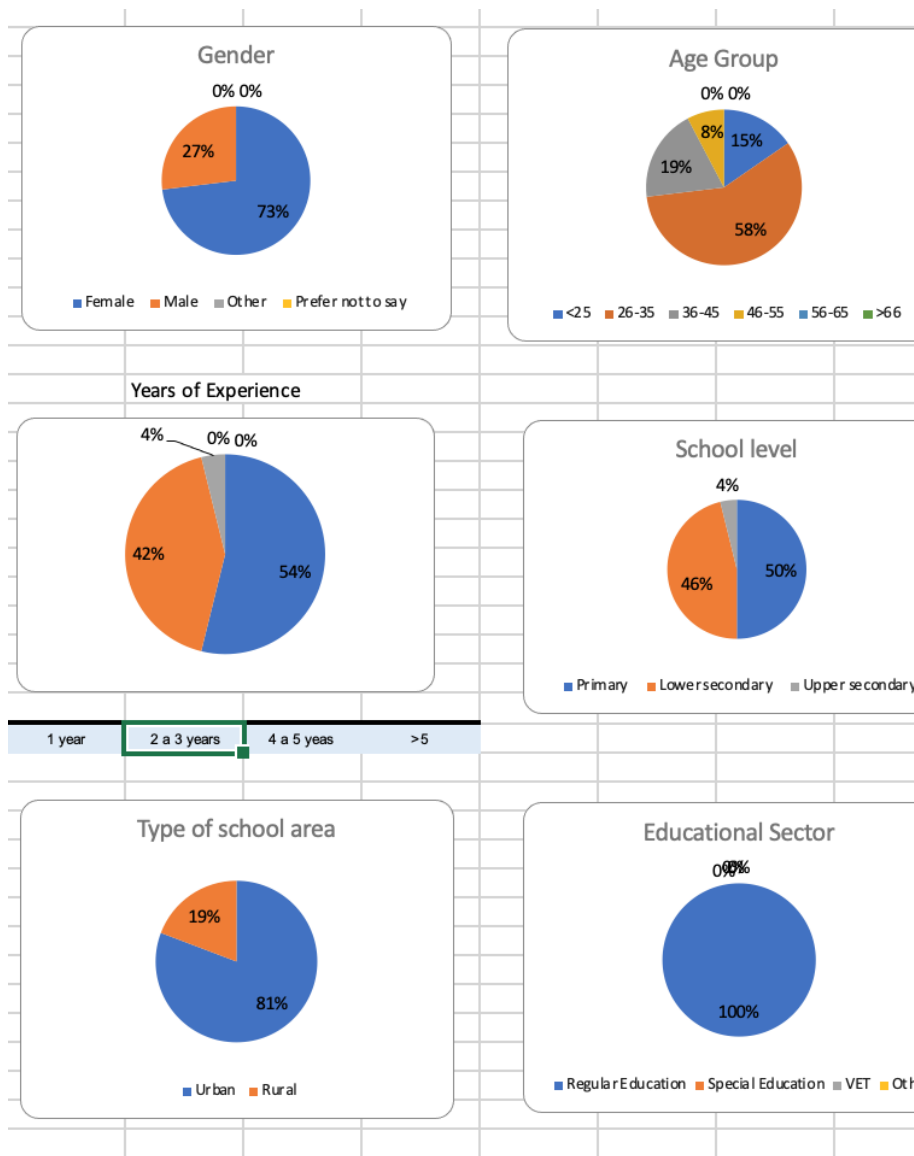 Gender
0% 0%
27%
73%
Female Male Other Prefer not to say
Age Group
0% 0%
8% 15%
19%
58%
<25 26-35 36-45 46-55 56-65 >66
Years of Experience
4% 0% 0%
42%
54%
School level
4%
46% 50%
Primary Lower secondary Upper secondary
1 year 2 a 3 years 4 a 5 yeas >5
Type of school area
19%
81%
Urban Rural
Educational Sector
0% 0%
100%
Regular Education Special Education VET Oth